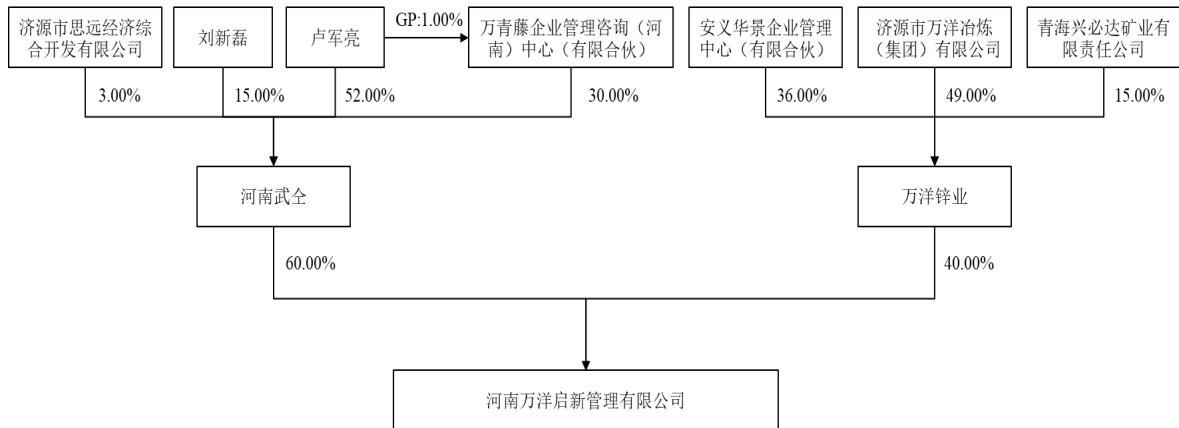 济源市思远经济综
合开发有限公司
刘新磊
卢军亮
GP:1.00%
万青藤企业管理咨询（河
南）中心（有限合伙）
安义华景企业管理
中心（有限合伙）
济源市万洋冶炼
（集团）有限公司
青海兴必达矿业有
限责任公司
3.00%
15.00%
52.00%
30.00%
36.00%
49.00%
15.00%
河南武仝
万洋锌业
60.00%
40.00%
河南万洋启新管理有限公司